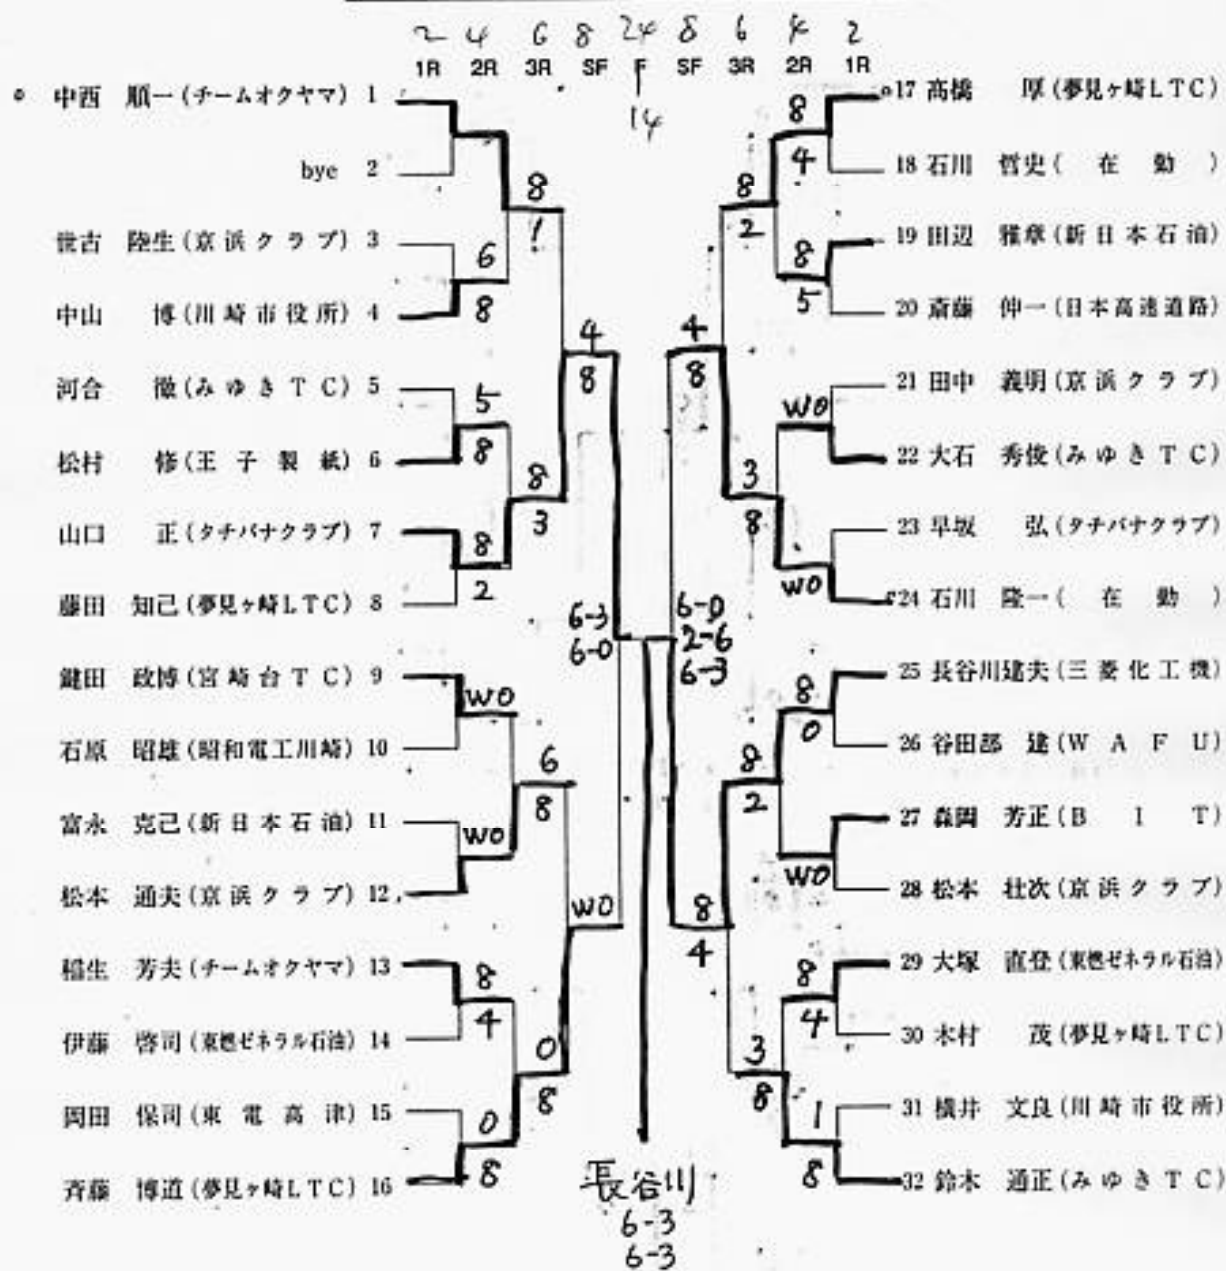 2 4 6 8 24 8 6 4 2
1R 2R 3R SF F SF 3R 2R 1R
14
中西 順一(チームオクヤマ) 1
bye 2
世古 陸生(京浜クラブ) 3
中山 博(川崎市役所) 4
河合 徹(みゆきTC) 5
松村 修(王子製紙) 6
山口 正(タチバナクラブ) 7
藤田 知己(夢見ヶ崎LTC) 8
鍵田 政博(宮崎台TC) 9
石原 昭雄(昭和電工川崎) 10
富永 克己(新日本石油) 11
松本 通夫(京浜クラブ) 12
稲生 芳夫(チームオクヤマ) 13
伊藤 啓司(東燃ゼネラル石油) 14
岡田 保司(東電高津) 15
斉藤 博道(夢見ヶ崎LTC) 16
6
8
5
8
8
2
WO
WO
8
4
0
8
8
1
8
3
6
8
0
8
4
8
WO
6-3
6-0
6-0
2-6
6-3
4
8
8
4
8
2
3
8
8
2
3
8
8
4
8
5
WO
WO
8
0
WO
8
4
1
8
17 高橋 厚(夢見ヶ崎LTC)
18 石川 哲史(在勤)
19 田辺 雅章(新日本石油)
20 斎藤 伸一(日本高速道路)
21 田中 義明(京浜クラブ)
22 大石 秀俊(みゆきTC)
23 早坂 弘(タチバナクラブ)
24 石川 隆一(在勤)
25 長谷川建夫(三菱化工機)
26 谷田部 建(WAFU)
27 森岡 芳正(BIT)
28 松本 壮次(京浜クラブ)
29 大塚 直登(東燃ゼネラル石油)
30 木村 茂(夢見ヶ崎LTC)
31 横井 文良(川崎市役所)
32 鈴木 通正(みゆきTC)
長谷川
6-3
6-3